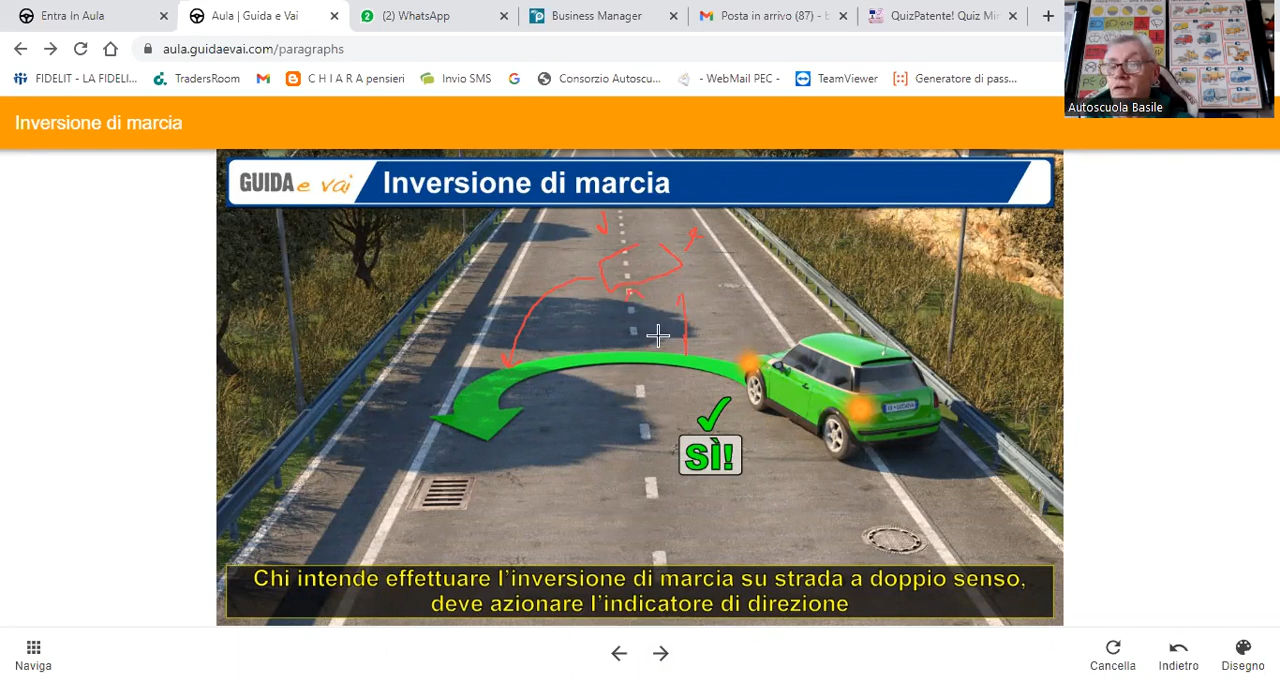 Entra In Aula
Aula | Guida e Vai
(2) WhatsApp
Business Manager
Posta in arrivo (87) - b
QuizPatente! Quiz Mi
aula.guidaevai.com/paragraphs
FIDELIT - LA FIDELI...
TradersRoom
C H I A R A pensieri
Invio SMS
Consorzio Autoscu...
- WebMail PEC -
TeamViewer
Generatore di pass...
Autoscuola Basile
Inversione di marcia
GUIDA e vai
Inversione di marcia
SÌ!
Chi intende effettuare l'inversione di marcia su strada a doppio senso,
deve azionare l'indicatore di direzione
Naviga
Cancella
Indietro
Disegno